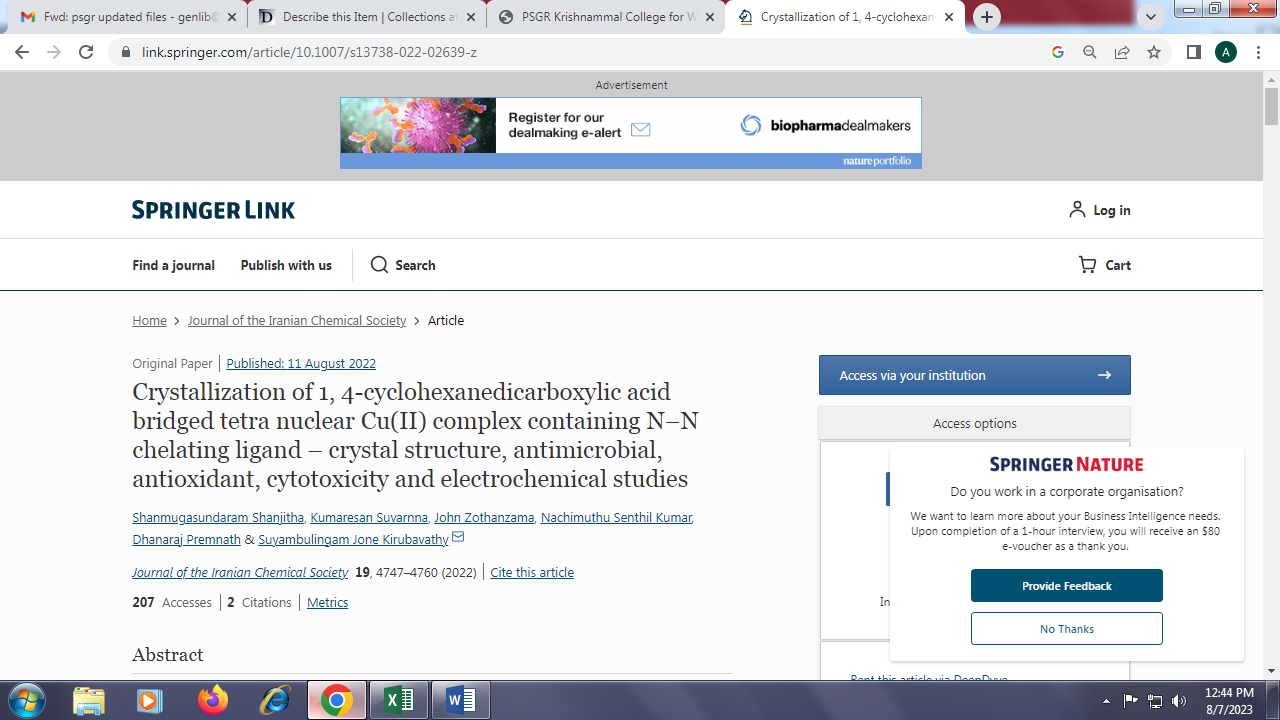 Fwd: psgr updated files - genlib@
Describe this Item | Collections at
PSGR Krishnammal College for W
Crystallization of 1, 4-cyclohexan
link.springer.com/article/10.1007/s13738-022-02639-z
A
Advertisement
Register for our
dealmaking e-alert
biopharmadealmakers
natureportfolio
SPRINGER LINK
Log in
Find a journal
Publish with us
Search
Cart
Home > Journal of the Iranian Chemical Society > Article
Original Paper | Published: 11 August 2022
Crystallization of 1, 4-cyclohexanedicarboxylic acid
bridged tetra nuclear Cu(II) complex containing N–N
chelating ligand – crystal structure, antimicrobial,
antioxidant, cytotoxicity and electrochemical studies
Shanmugasundaram Shanjitha, Kumaresan Suvarnna, John Zothanzama, Nachimuthu Senthil Kumar,
Dhanaraj Premnath & Suyambulingam Jone Kirubavathy
Journal of the Iranian Chemical Society 19, 4747–4760 (2022) | Cite this article
207 Accesses | 2 Citations | Metrics
Abstract
Access via your institution
Access options
In
SPRINGER NATURE
Do you work in a corporate organisation?
We want to learn more about your Business Intelligence needs.
Upon completion of a 1-hour interview, you will receive an $80
e-voucher as a thank you.
Provide Feedback
No Thanks
Rent this article via DeepDyve
12:44 PM
8/7/2023